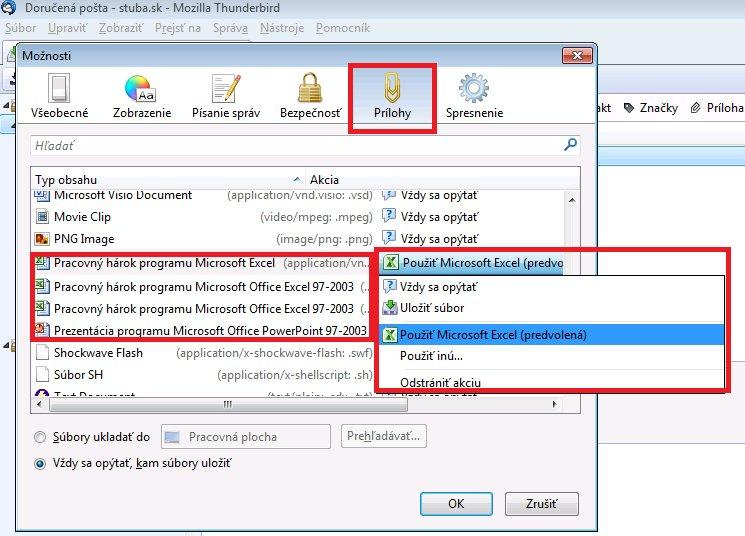 Doručená pošta - stuba.sk - Mozilla Thunderbird
Súbor Upraviť Zobraziť Prejsť na Správa Nástroje Pomocník
Možnosti
Všeobecné Zobrazenie Písanie správ Bezpečnosť Prílohy Spresnenie
Značky Príloha
Hľadať
Typ obsahu Akcia
Microsoft Visio Document (application/vnd.visio: .vsd) Vždy sa opýtať
Movie Clip (video/mpeg: .mpeg) Vždy sa opýtať
PNG Image (image/png: .png) Vždy sa opýtať
Pracovný hárok programu Microsoft Excel (application/vn... Použiť Microsoft Excel (predvo
Pracovný hárok programu Microsoft Office Excel 97-2003 (. Vždy sa opýtať
Pracovný hárok programu Microsoft Office Excel 97-2003 (. Uložiť súbor
Prezentácia programu Microsoft Office PowerPoint 97-2003 Použiť Microsoft Excel (predvolená)
Shockwave Flash (application/x-shockwave-flash: .swf) Použiť inú...
Súbor SH (application/x-shellscript: .sh) Odstrániť akciu
Text Document Vždy sa opýtať
Súbory ukladať do Pracovná plocha Prehľadávať...
Vždy sa opýtať, kam súbory uložiť
OK Zrušiť